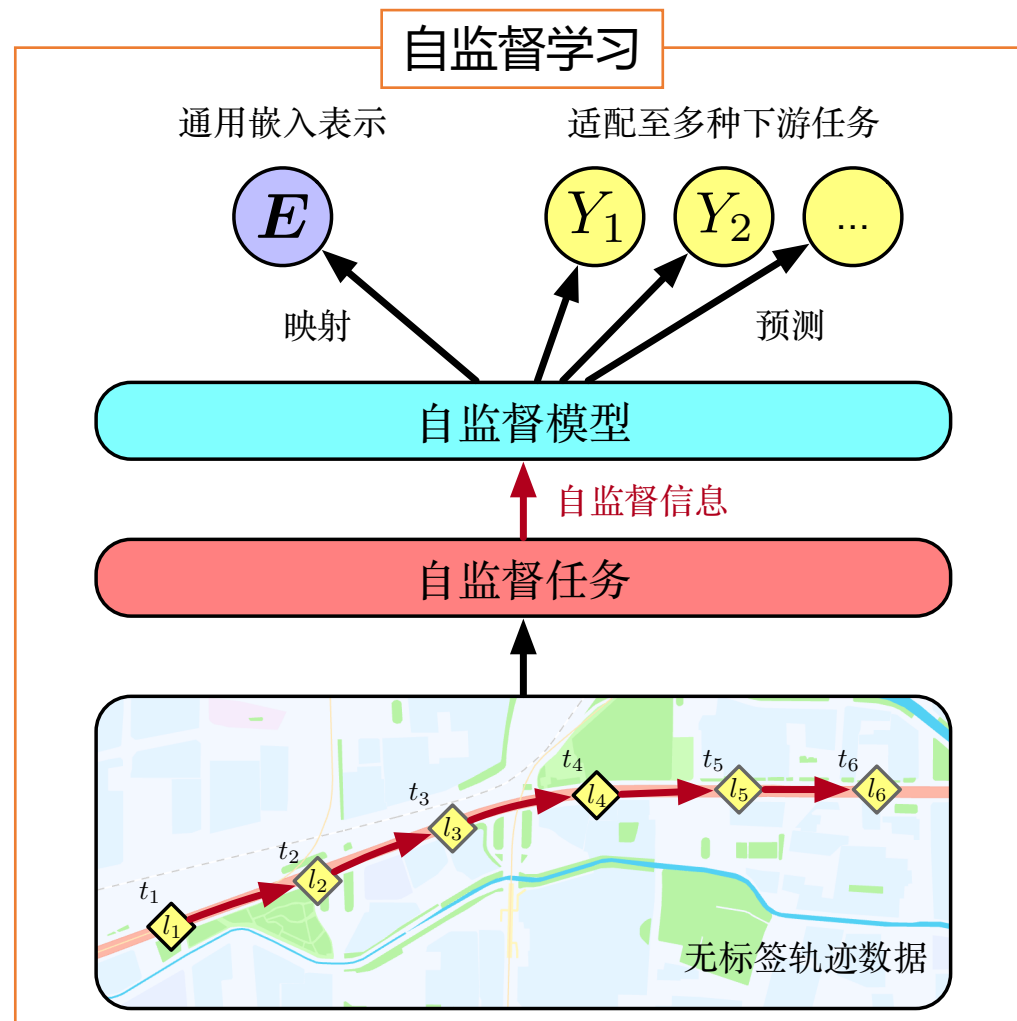 自监督学习
通用嵌入表示
适配至多种下游任务
E
Y₁
Y₂
...
映射
预测
自监督模型
自监督信息
自监督任务
t₁
t₂
t₃
t₄
t₅
t₆
l₁
l₂
l₃
l₄
l₅
l₆
无标签轨迹数据